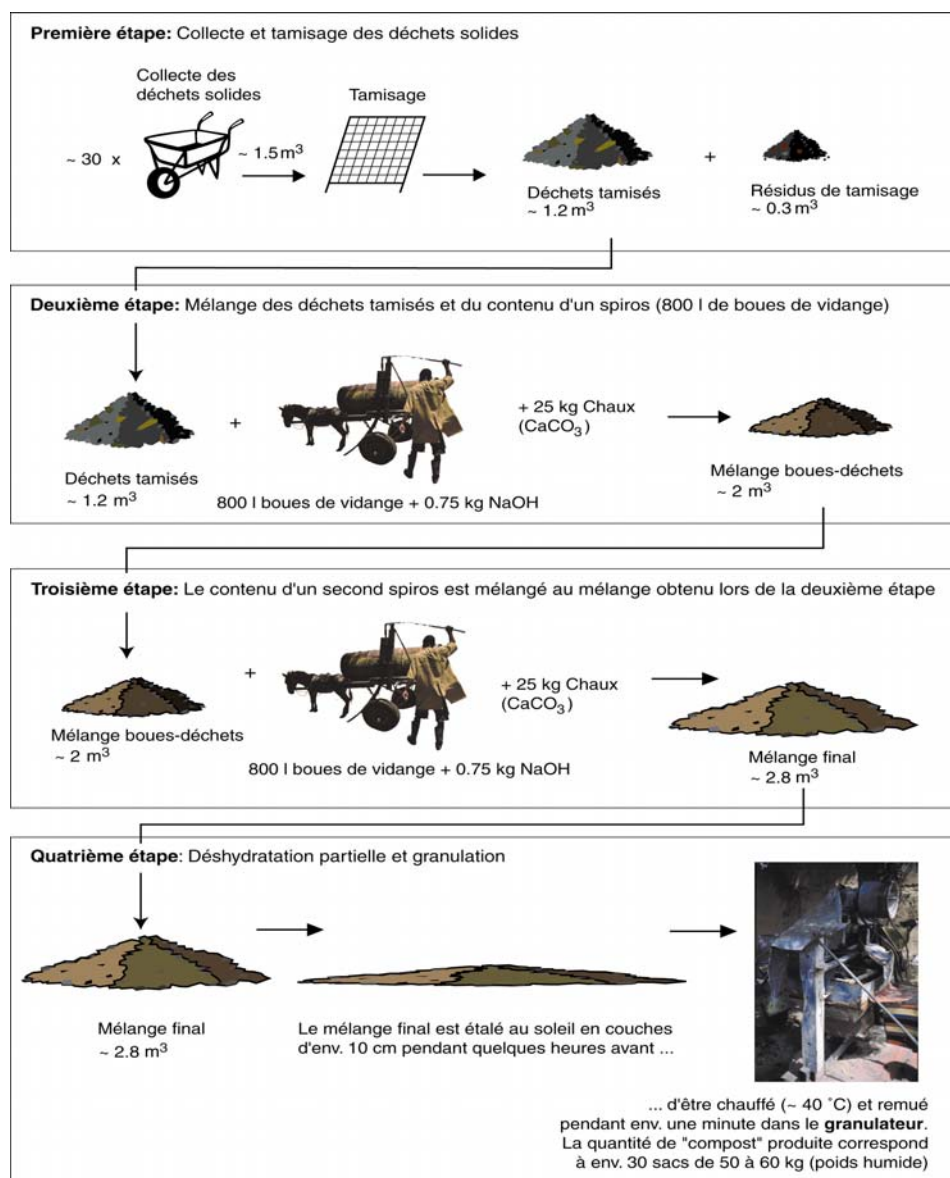 Première étape: Collecte et tamisage des déchets solides
Collecte des
déchets solides
Tamisage
~ 30 x
~ 1.5 m³
+
Déchets tamisés
~ 1.2 m³
Résidus de tamisage
~ 0.3 m³
Deuxième étape: Mélange des déchets tamisés et du contenu d'un spiros (800 l de boues de vidange)
+
+ 25 kg Chaux
(CaCO₃)
Déchets tamisés
~ 1.2 m³
800 l boues de vidange + 0.75 kg NaOH
Mélange boues-déchets
~ 2 m³
Troisième étape: Le contenu d'un second spiros est mélangé au mélange obtenu lors de la deuxième étape
+
+ 25 kg Chaux
(CaCO₃)
Mélange boues-déchets
~ 2 m³
800 l boues de vidange + 0.75 kg NaOH
Mélange final
~ 2.8 m³
Quatrième étape: Déshydratation partielle et granulation
Mélange final
~ 2.8 m³
Le mélange final est étalé au soleil en couches
d'env. 10 cm pendant quelques heures avant ...
... d'être chauffé (~ 40 °C) et remué
pendant env. une minute dans le granulateur.
La quantité de "compost" produite correspond
à env. 30 sacs de 50 à 60 kg (poids humide)